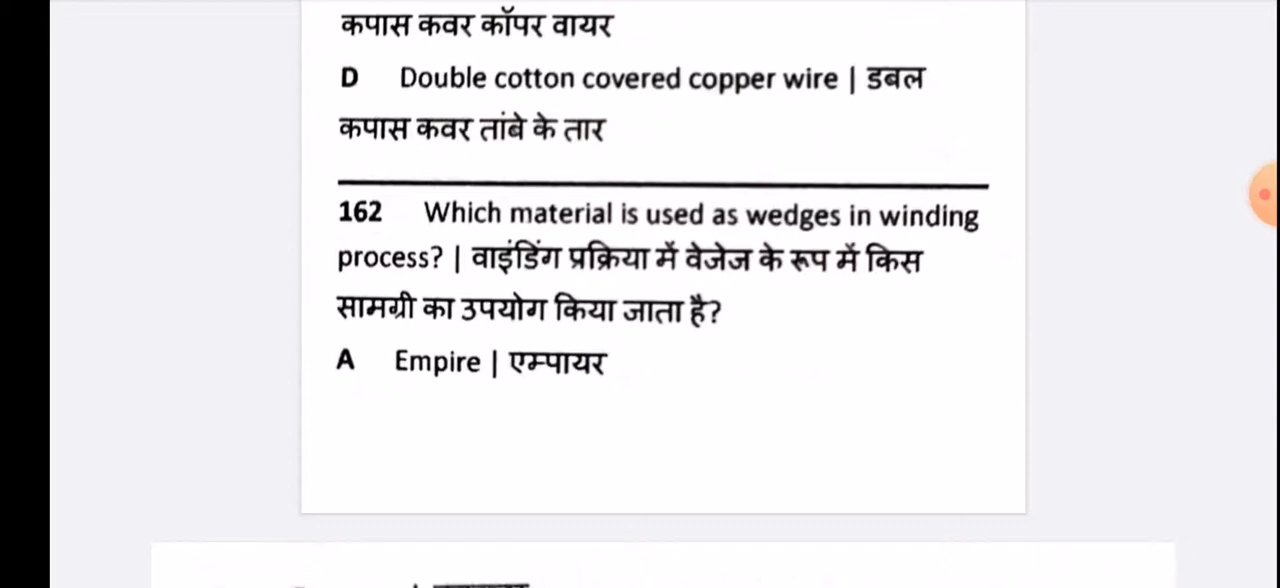 कपास कवर कॉपर वायर
D Double cotton covered copper wire | डबल
कपास कवर तांबे के तार
162 Which material is used as wedges in winding
process? | वाइंडिंग प्रक्रिया में वेजेज के रूप में किस
सामग्री का उपयोग किया जाता है?
A Empire | एम्पायर